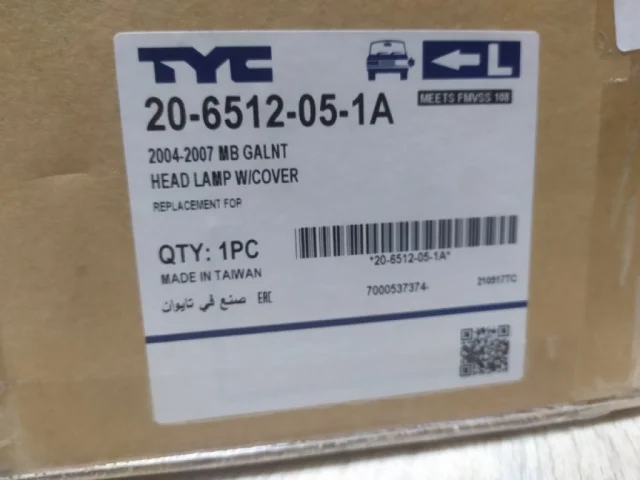 TYC
L
20-6512-05-1A
MEETS FMVSS 108
2004-2007 MB GALNT
HEAD LAMP W/COVER
REPLACEMENT FOR
QTY: 1PC
*20-6512-05-1A*
MADE IN TAIWAN
7000537374-
210517TC
صنع في تايوان
EAC